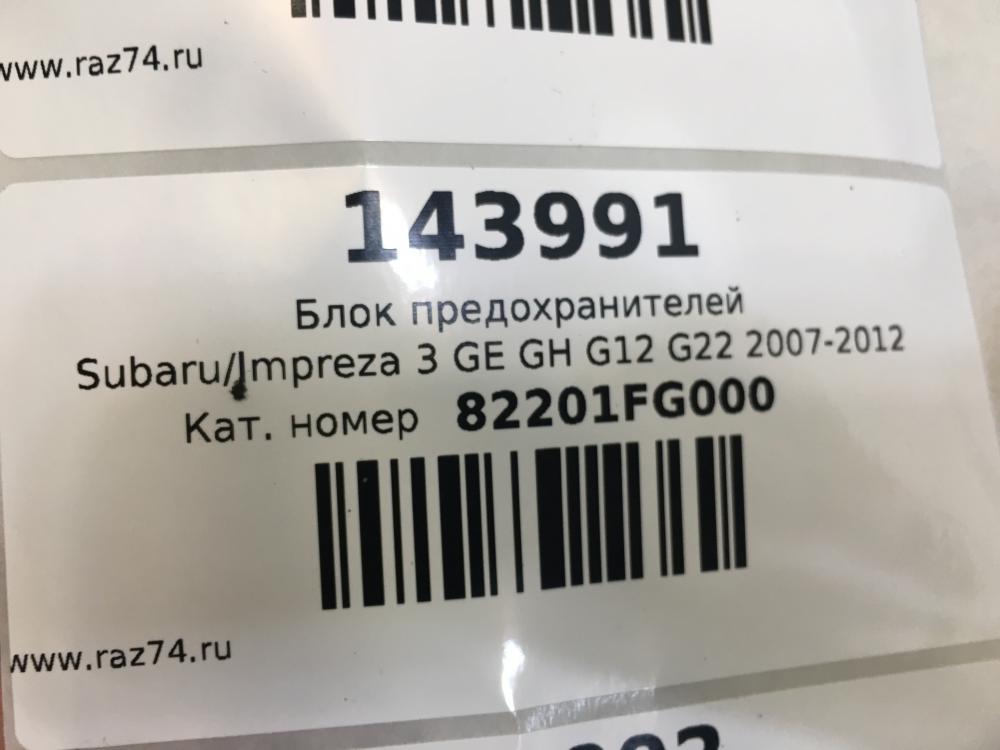 www.raz74.ru
143991
Блок предохранителей
Subaru/Impreza 3 GE GH G12 G22 2007-2012
Кат. номер 82201FG000
www.raz74.ru